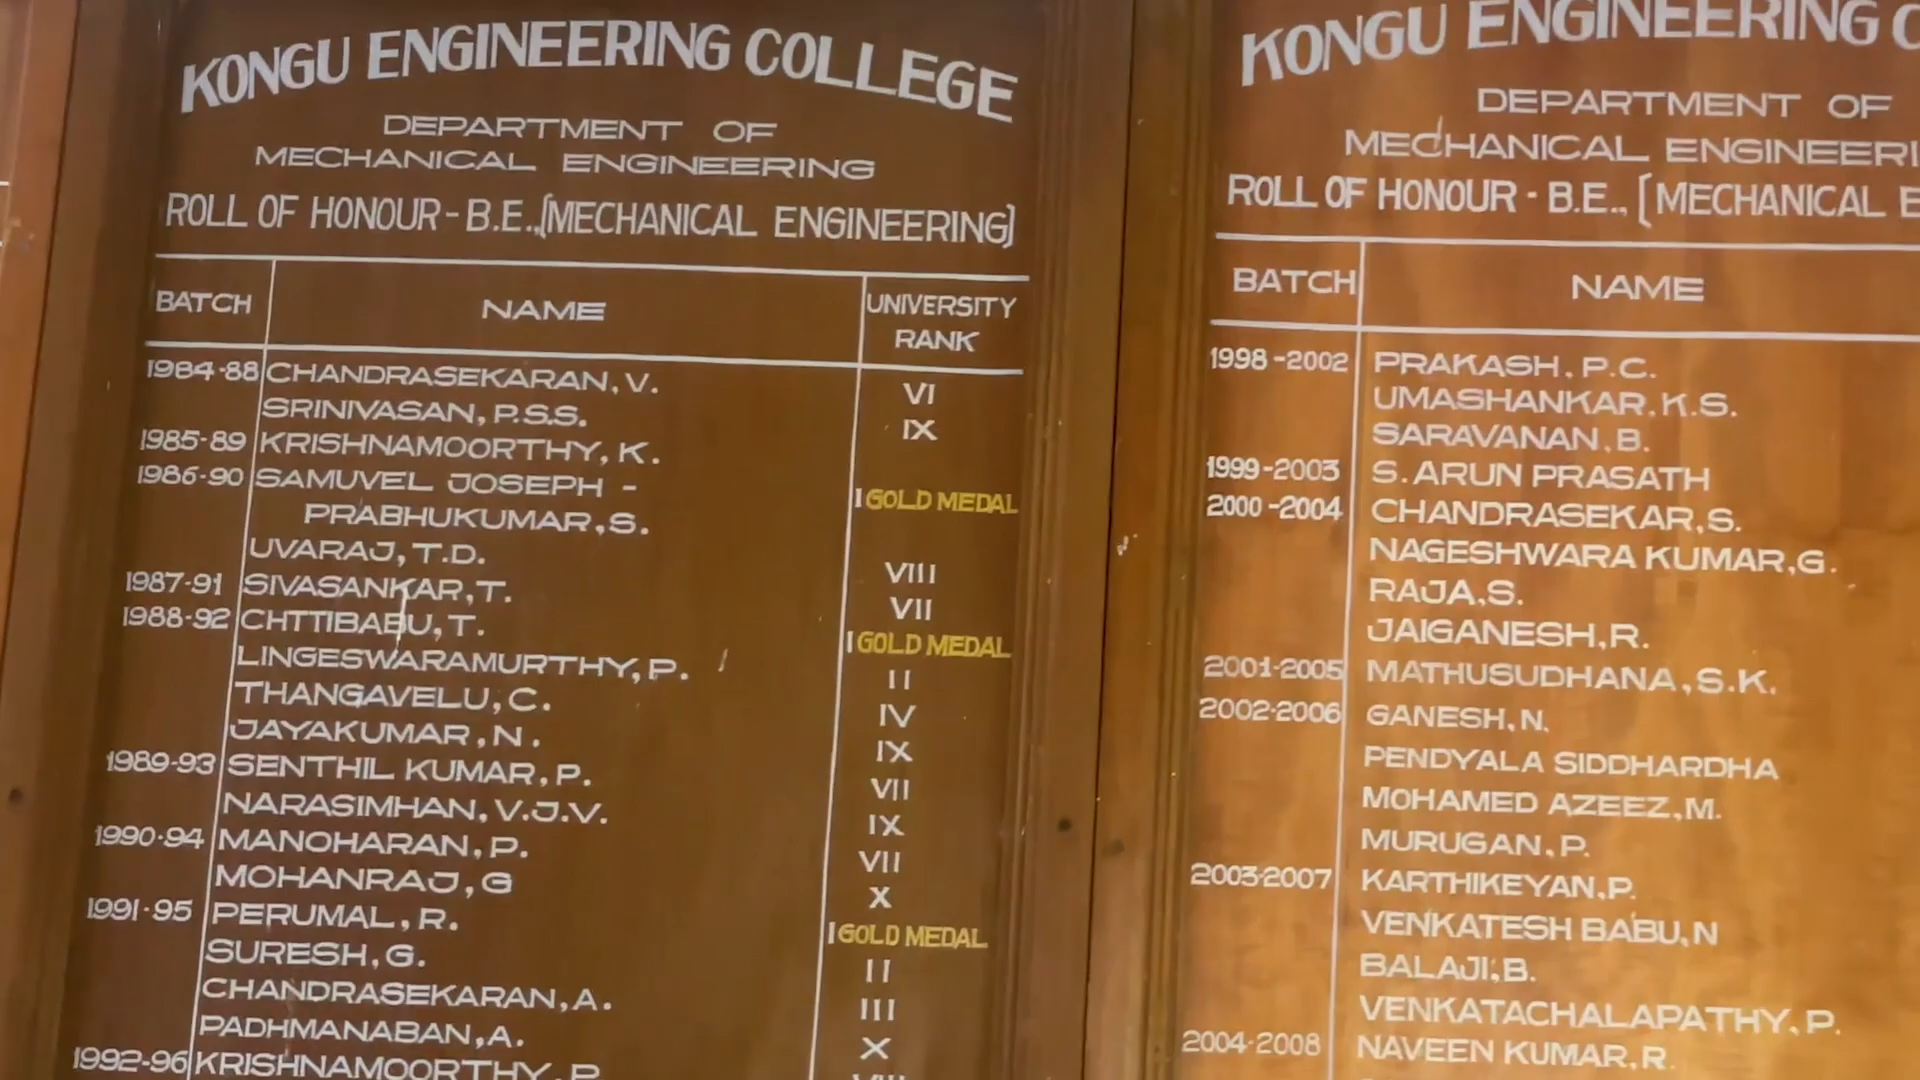 KONGU ENGINEERING COLLEGE
DEPARTMENT OF
MECHANICAL ENGINEERING
ROLL OF HONOUR - B.E., [MECHANICAL ENGINEERING]
BATCH NAME UNIVERSITY RANK
1984-88 CHANDRASEKARAN, V. VI
SRINIVASAN, P.S.S. IX
1985-89 KRISHNAMOORTHY, K.
1986-90 SAMUVEL JOSEPH -
PRABHUKUMAR, S. I GOLD MEDAL
UVARAJ, T.D. VIII
1987-91 SIVASANKAR, T. VII
1988-92 CHTTIBABU, T. I GOLD MEDAL
LINGESWARAMURTHY, P. II
THANGAVELU, C. IV
JAYAKUMAR, N. IX
1989-93 SENTHIL KUMAR, P. VII
NARASIMHAN, V.J.V. IX
1990-94 MANOHARAN, P. VII
MOHANRAJ, G X
1991-95 PERUMAL, R. I GOLD MEDAL
SURESH, G. II
CHANDRASEKARAN, A. III
PADHMANABAN, A. X
1992-96 KRISHNAMOORTHY, P
KONGU ENGINEERING C
DEPARTMENT OF
MECHANICAL ENGINEERI
ROLL OF HONOUR - B.E., [MECHANICAL E
BATCH NAME
1998-2002 PRAKASH, P.C.
UMASHANKAR, K.S.
SARAVANAN, B.
1999-2003 S. ARUN PRASATH
2000-2004 CHANDRASEKAR, S.
NAGESHWARA KUMAR, G.
RAJA, S.
JAIGANESH, R.
2001-2005 MATHUSUDHANA, S.K.
2002-2006 GANESH, N.
PENDYALA SIDDHARDHA
MOHAMED AZEEZ, M.
MURUGAN, P.
2003-2007 KARTHIKEYAN, P.
VENKATESH BABU, N
BALAJI, B.
VENKATACHALAPATHY, P.
2004-2008 NAVEEN KUMAR, R.